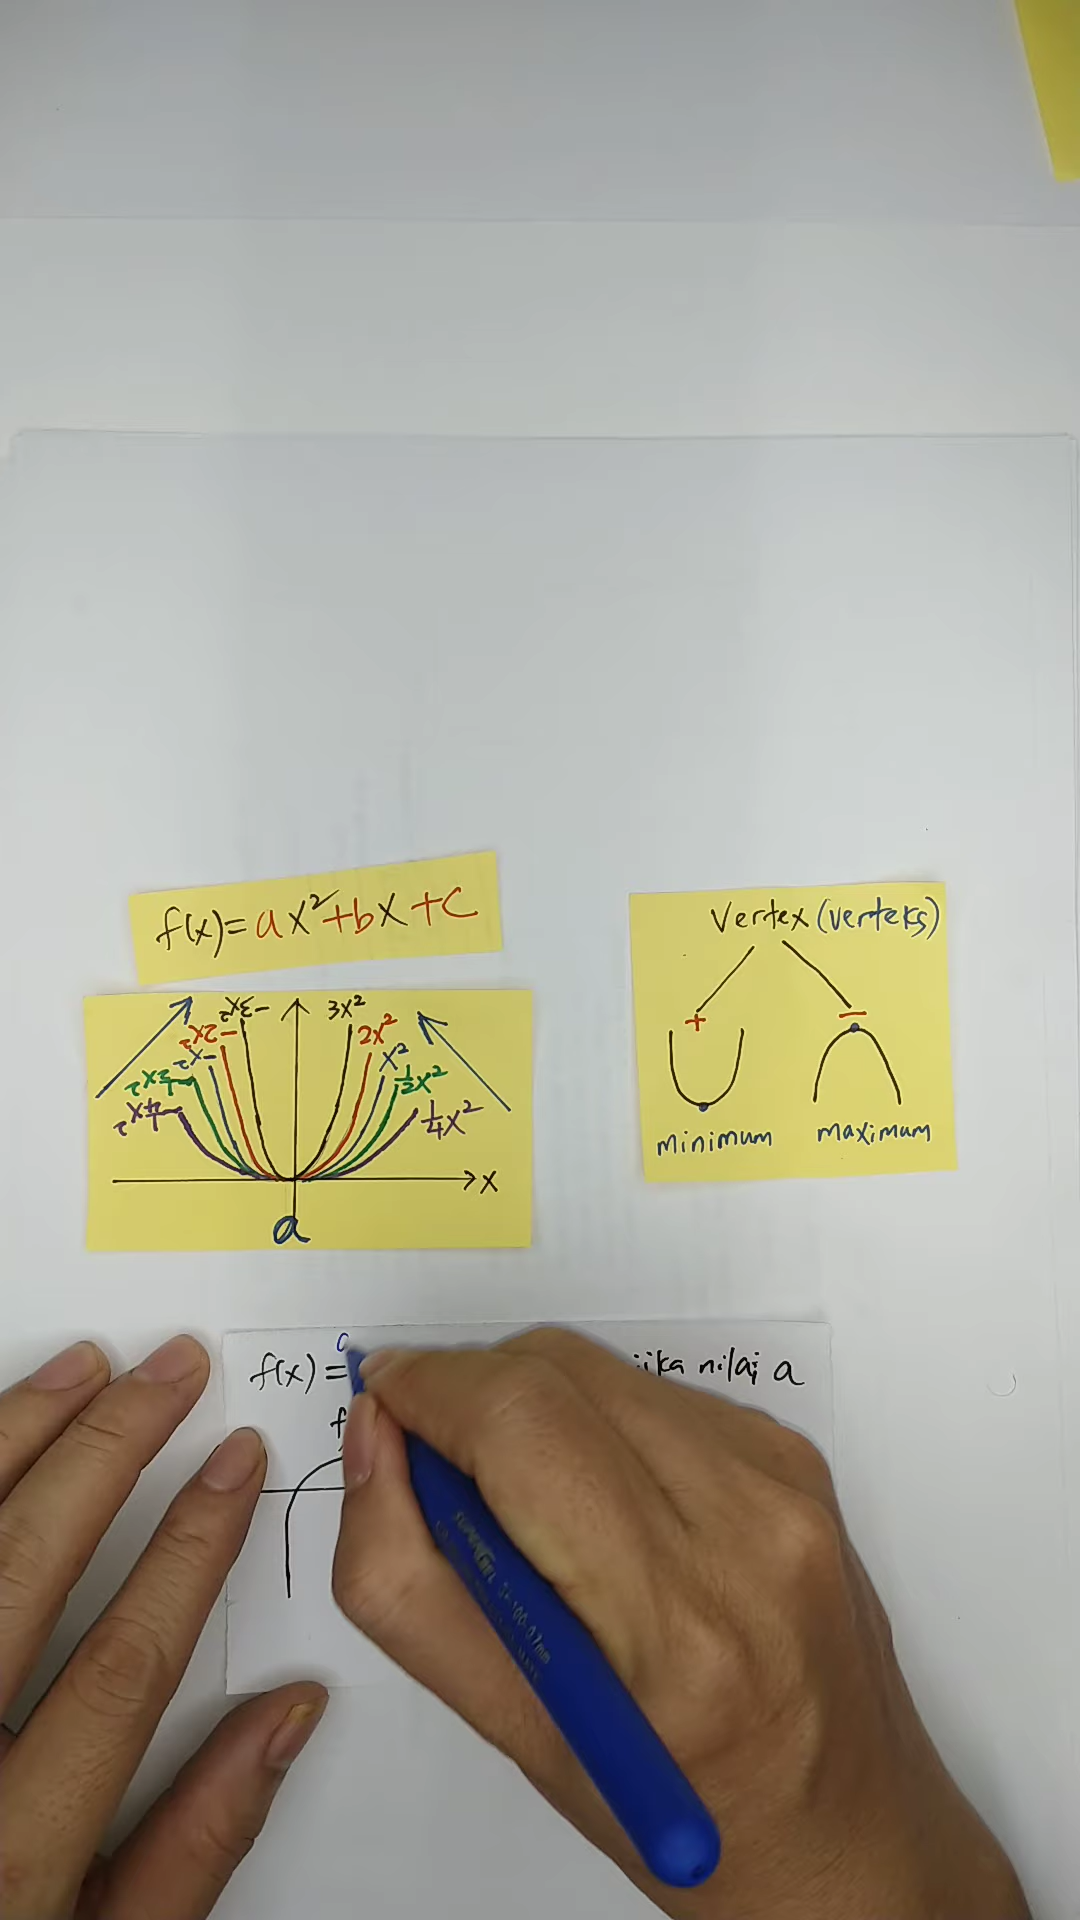 f(x)=ax²+bx+c
Vertex (verteks)
+ −
minimum maximum
-3x² 3x²
-2x² 2x²
-x² x²
-½x² ½x²
-¼x² ¼x²
x
a
f(x)= jika nilai a
f